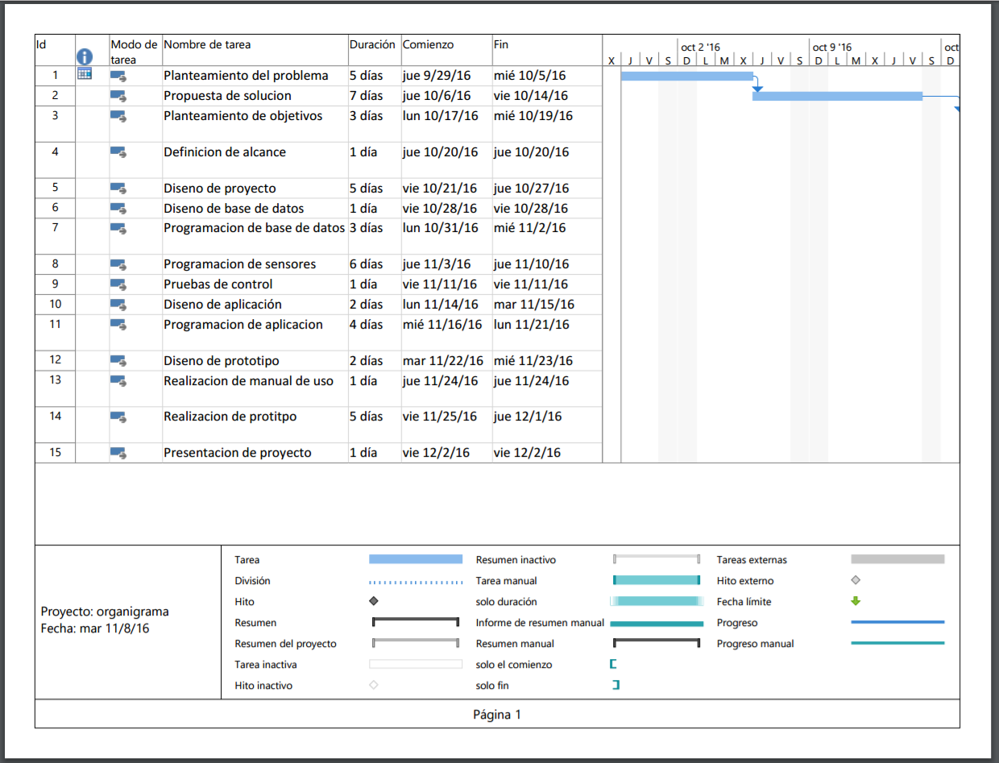 Id Modo de tarea Nombre de tarea Duración Comienzo Fin
oct 2 '16 oct 9 '16 oct
X J V S D L M X J V S D L M X J V S D
1 Planteamiento del problema 5 días jue 9/29/16 mié 10/5/16
2 Propuesta de solucion 7 días jue 10/6/16 vie 10/14/16
3 Planteamiento de objetivos 3 días lun 10/17/16 mié 10/19/16
4 Definicion de alcance 1 día jue 10/20/16 jue 10/20/16
5 Diseno de proyecto 5 días vie 10/21/16 jue 10/27/16
6 Diseno de base de datos 1 día vie 10/28/16 vie 10/28/16
7 Programacion de base de datos 3 días lun 10/31/16 mié 11/2/16
8 Programacion de sensores 6 días jue 11/3/16 jue 11/10/16
9 Pruebas de control 1 día vie 11/11/16 vie 11/11/16
10 Diseno de aplicación 2 días lun 11/14/16 mar 11/15/16
11 Programacion de aplicacion 4 días mié 11/16/16 lun 11/21/16
12 Diseno de prototipo 2 días mar 11/22/16 mié 11/23/16
13 Realizacion de manual de uso 1 día jue 11/24/16 jue 11/24/16
14 Realizacion de protitpo 5 días vie 11/25/16 jue 12/1/16
15 Presentacion de proyecto 1 día vie 12/2/16 vie 12/2/16
Proyecto: organigrama
Fecha: mar 11/8/16
Tarea
División
Hito
Resumen
Resumen del proyecto
Tarea inactiva
Hito inactivo
Resumen inactivo
Tarea manual
solo duración
Informe de resumen manual
Resumen manual
solo el comienzo
solo fin
Tareas externas
Hito externo
Fecha límite
Progreso
Progreso manual
Página 1